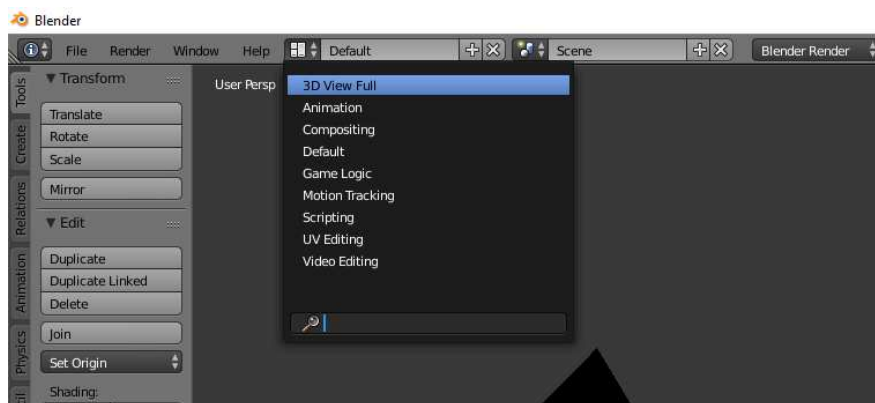 Blender
File Render Window Help Default Scene Blender Render
Tools
Create
Relations
Animation
Physics
Transform
Translate
Rotate
Scale
Mirror
Edit
Duplicate
Duplicate Linked
Delete
Join
Set Origin
Shading:
User Persp
3D View Full
Animation
Compositing
Default
Game Logic
Motion Tracking
Scripting
UV Editing
Video Editing